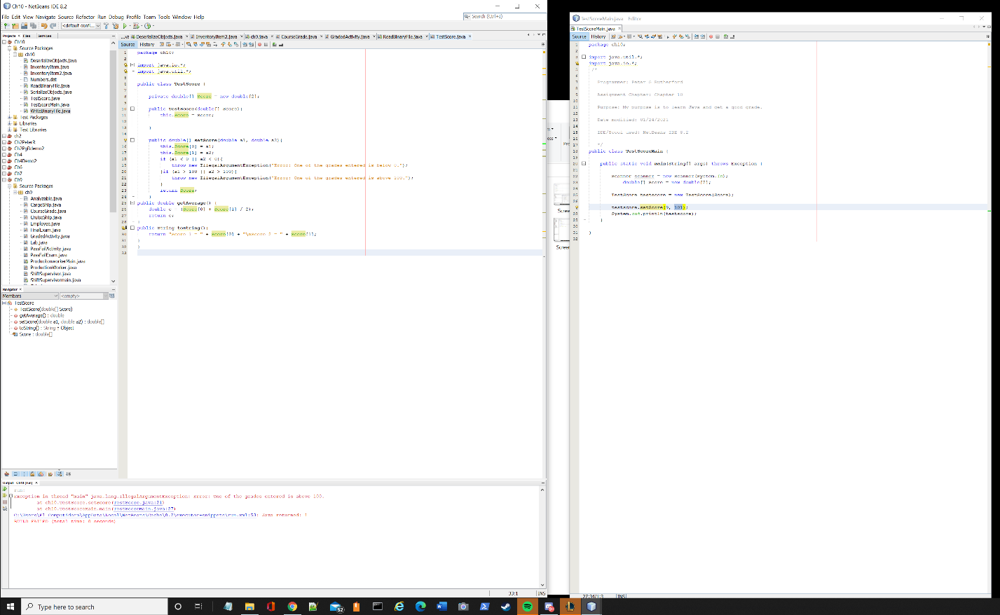 Ch10 - NetBeans IDE 8.2
File Edit View Navigate Source Refactor Run Debug Profile Team Tools Window Help
Search (Ctrl+I)
<default confi...
Projects Files Services
DeserializeObjects.java InventoryItem2.java ch9.java CourseGrade.java GradedActivity.java ReadBinaryFile.java TestScore.java
Source History
Ch10
Source Packages
ch10
DeserializeObjects.java
InventoryItem.java
InventoryItem2.java
Numbers.dat
ReadBinaryFile.java
SerializeObjects.java
TestScore.java
TestScoreMain.java
WriteBinaryFile.java
Test Packages
Libraries
Test Libraries
ch2
Ch2PeterR
Ch2PgRdemo2
Ch4
Ch4Demo2
Ch6
Ch7
Ch9
Source Packages
ch9
Analyzable.java
CargoShip.java
CourseGrade.java
CruiseShip.java
Employee.java
FinalExam.java
GradedActivity.java
Lab.java
PassFailActivity.java
PassFailExam.java
ProductionWorker.java
ShiftSupervisor.java
ShiftSupervisormain.java
Navigator
Members <empty>
TestScore
TestScore(double[] Score)
getAverage() : double
setScore(double a1, double a2) : double[]
toString() : String ↑ Object
Score : double[]
package ch10;
import java.io.*;
import java.util.*;
public class TestScore {
private double[] Score = new double[2];
public TestScore(double[] Score){
this.Score = Score;
}
public double[] setScore(double a1, double a2){
this.Score[0] = a1;
this.Score[1] = a2;
if (a1 < 0 || a2 < 0){
throw new IllegalArgumentException("Error: One of the grades entered is below 0.");
}if (a1 > 100 || a2 > 100){
throw new IllegalArgumentException("Error: One of the grades entered is above 100.");
}
return Score;
}
public double getAverage() {
double c = (Score[0] + Score[1] / 2);
return c;
}
public String toString(){
return "Score 1 = " + Score[0] + "\nScore 2 = " + Score[1];
}
}
Output - Ch10 (run)
run:
Exception in thread "main" java.lang.IllegalArgumentException: Error: One of the grades entered is above 100.
at ch10.TestScore.setScore(TestScore.java:21)
at ch10.TestScoreMain.main(TestScoreMain.java:27)
C:\Users\El Computidora\AppData\Local\NetBeans\Cache\8.2\executor-snippets\run.xml:53: Java returned: 1
BUILD FAILED (total time: 0 seconds)
33:1 INS
TestScoreMain.java - Editor
TestScoreMain.java
Source History
package ch10;
import java.util.*;
import java.io.*;
/*
Programmer: Peter G Rutherford
Assignment Chapter: Chapter 10
Purpose: My purpose is to learn Java and get a good grade.
Date modified: 01/24/2021
IDE/Tool used: NetBeans IDE 8.2
*/
public class TestScoreMain {
public static void main(String[] args) throws Exception {
Scanner scanner = new Scanner(System.in);
double[] Score = new double[2];
TestScore testscore = new TestScore(Score);
testscore.setScore(9, 101);
System.out.println(testscore);
}
}
27:34/1:3 INS
Scree
Scree
Type here to search
52